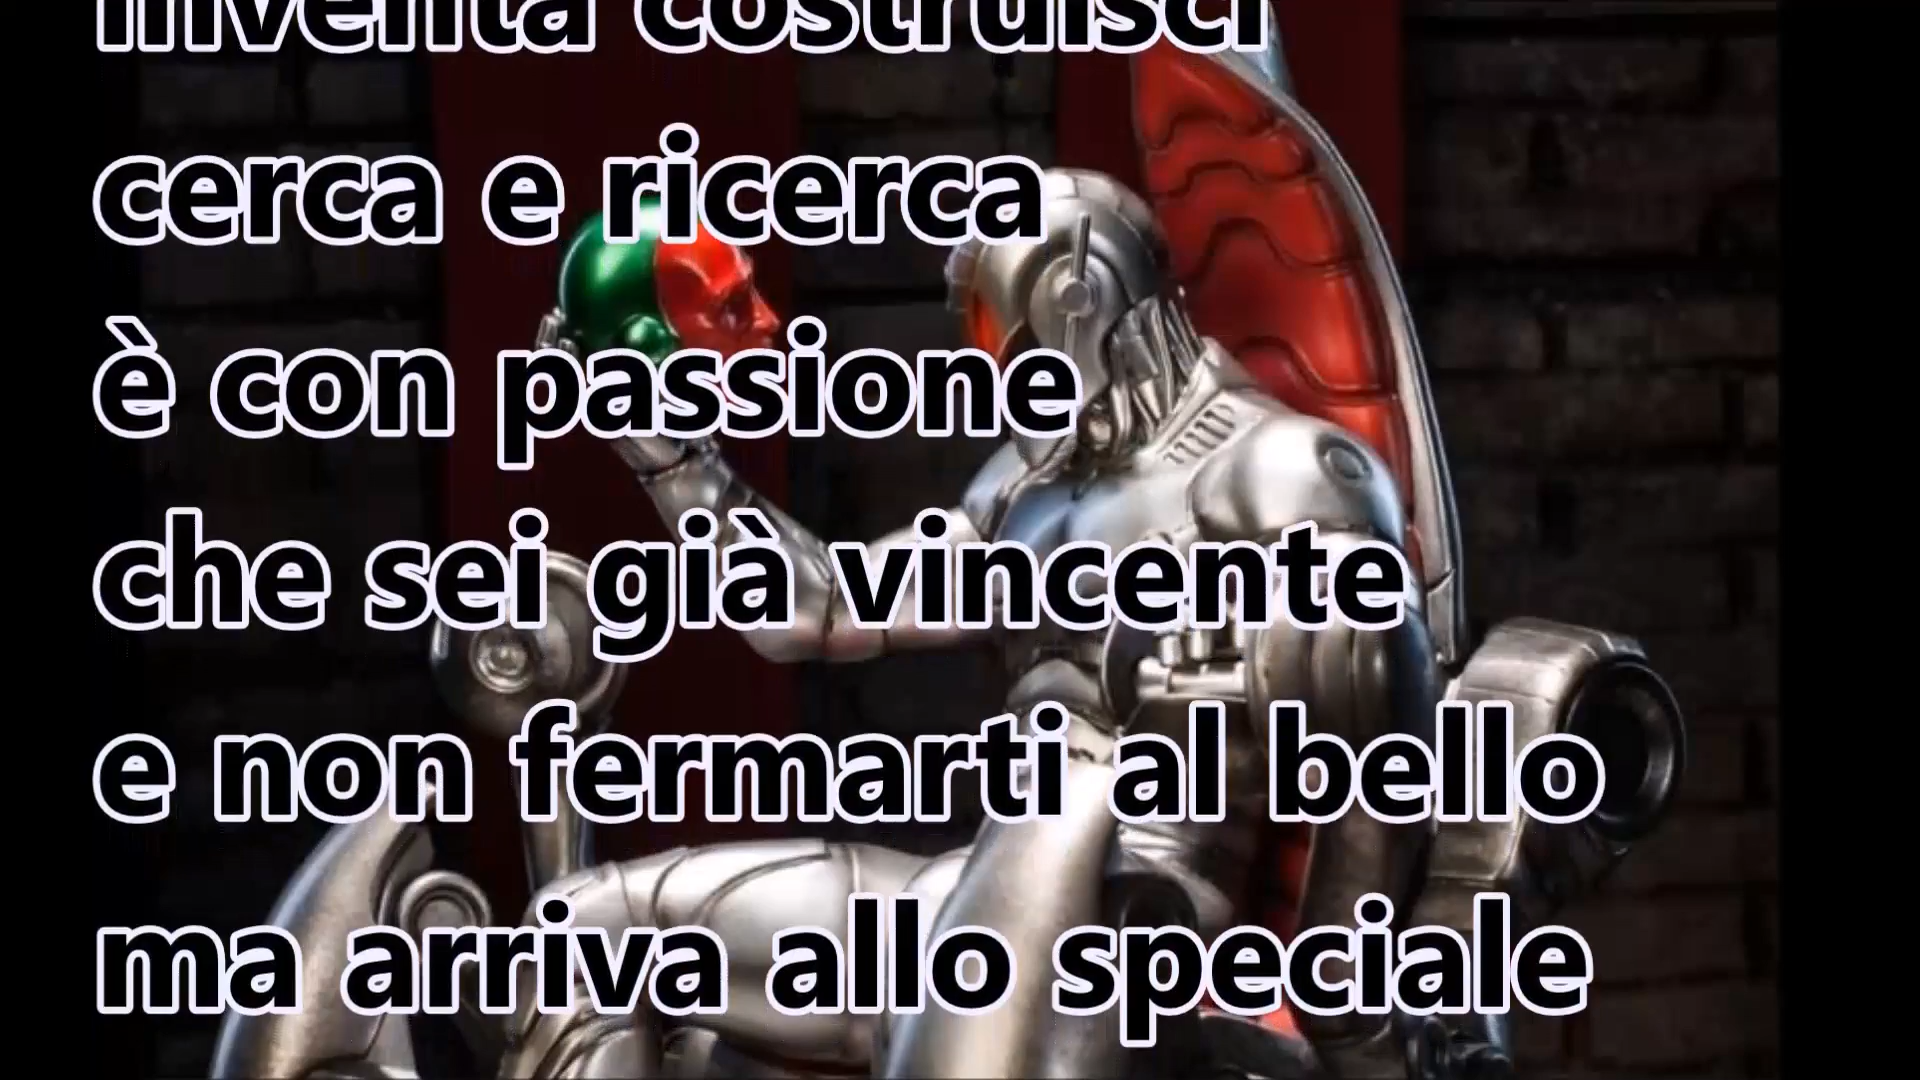 inventa costruisci
cerca e ricerca
è con passione
che sei già vincente
e non fermarti al bello
ma arriva allo speciale